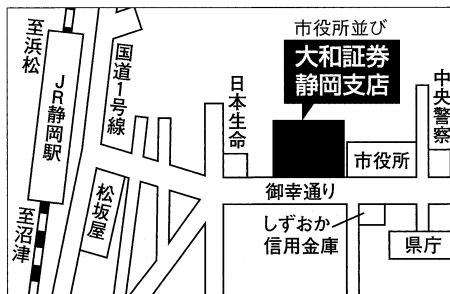 至浜松
JR静岡駅
至沼津
国道1号線
松坂屋
日本生命
市役所並び
大和証券
静岡支店
中央警察
市役所
御幸通り
しずおか
信用金庫
県庁